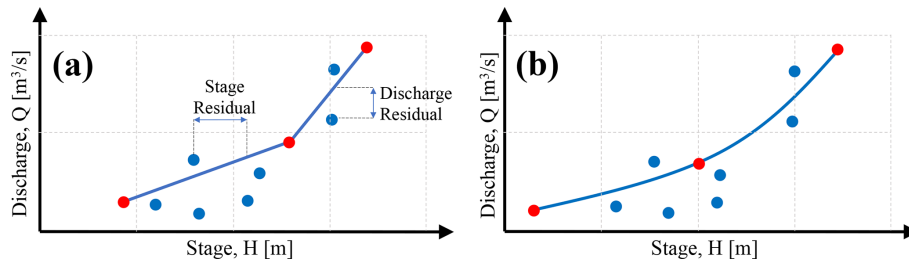 (a)
Stage
Residual
Discharge
Residual
Discharge, Q [m³/s]
Stage, H [m]
(b)
Discharge, Q [m³/s]
Stage, H [m]